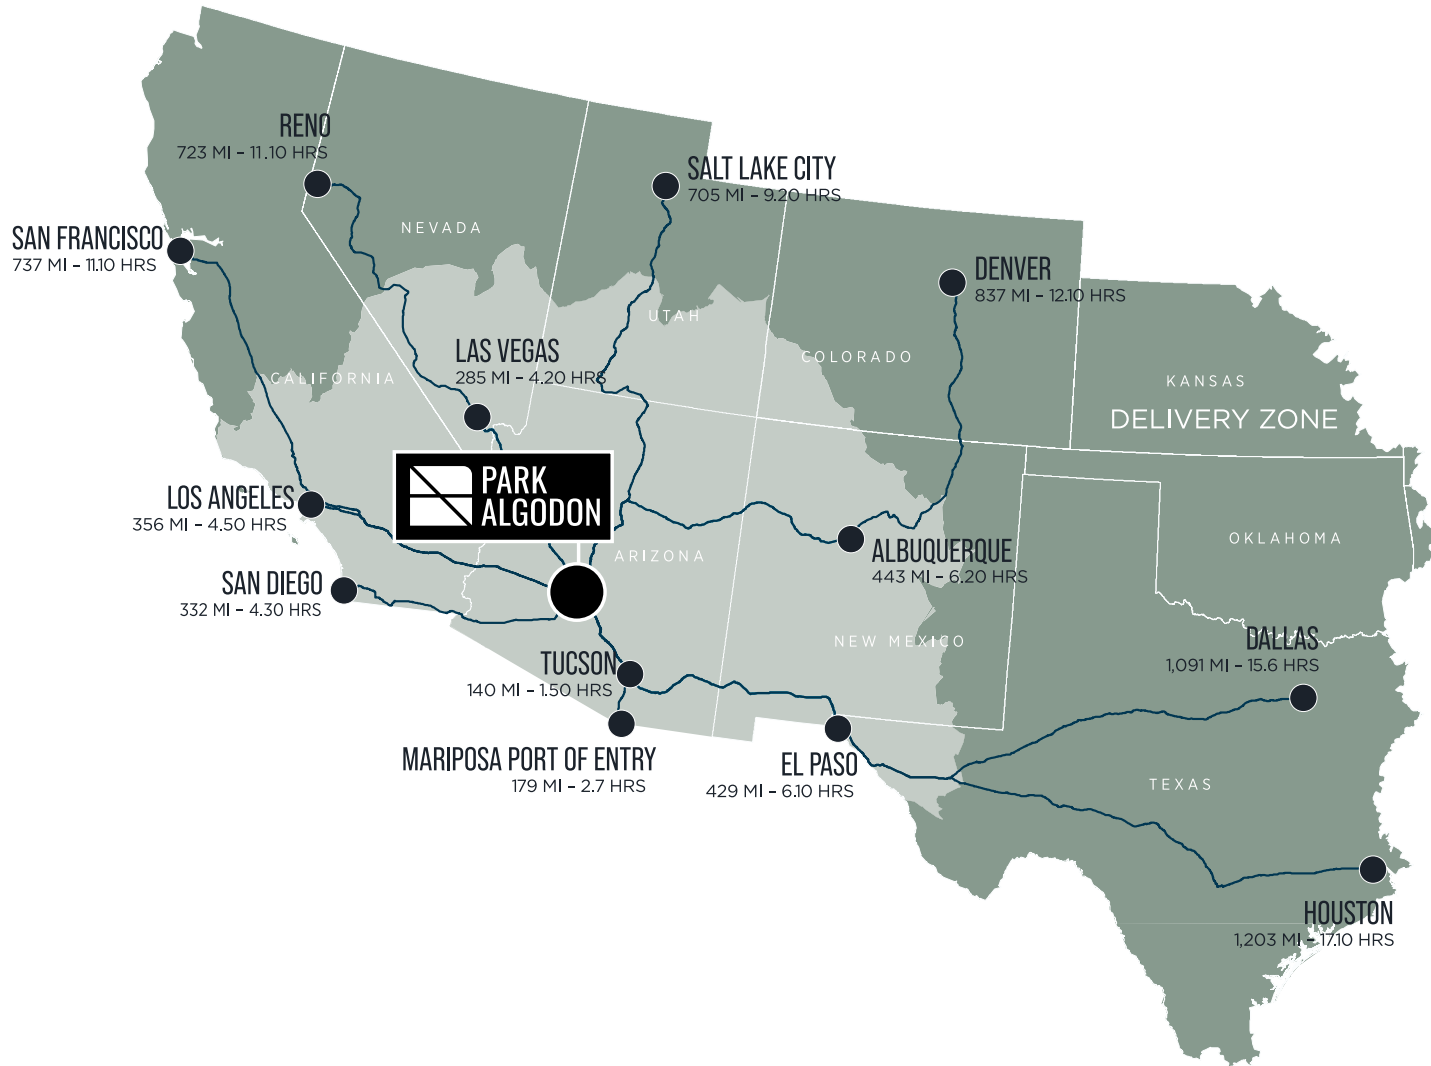 RENO
723 MI – 11.10 HRS
SALT LAKE CITY
705 MI – 9.20 HRS
NEVADA
SAN FRANCISCO
737 MI – 11.10 HRS
DENVER
837 MI – 12.10 HRS
UTAH
LAS VEGAS
285 MI – 4.20 HRS
COLORADO
CALIFORNIA
KANSAS
DELIVERY ZONE
PARK
ALGODON
LOS ANGELES
356 MI – 4.50 HRS
OKLAHOMA
ARIZONA
ALBUQUERQUE
443 MI – 6.20 HRS
SAN DIEGO
332 MI – 4.30 HRS
NEW MEXICO
DALLAS
1,091 MI – 15.6 HRS
TUCSON
140 MI – 1.50 HRS
MARIPOSA PORT OF ENTRY
179 MI – 2.7 HRS
EL PASO
429 MI – 6.10 HRS
TEXAS
HOUSTON
1,203 MI – 17.10 HRS